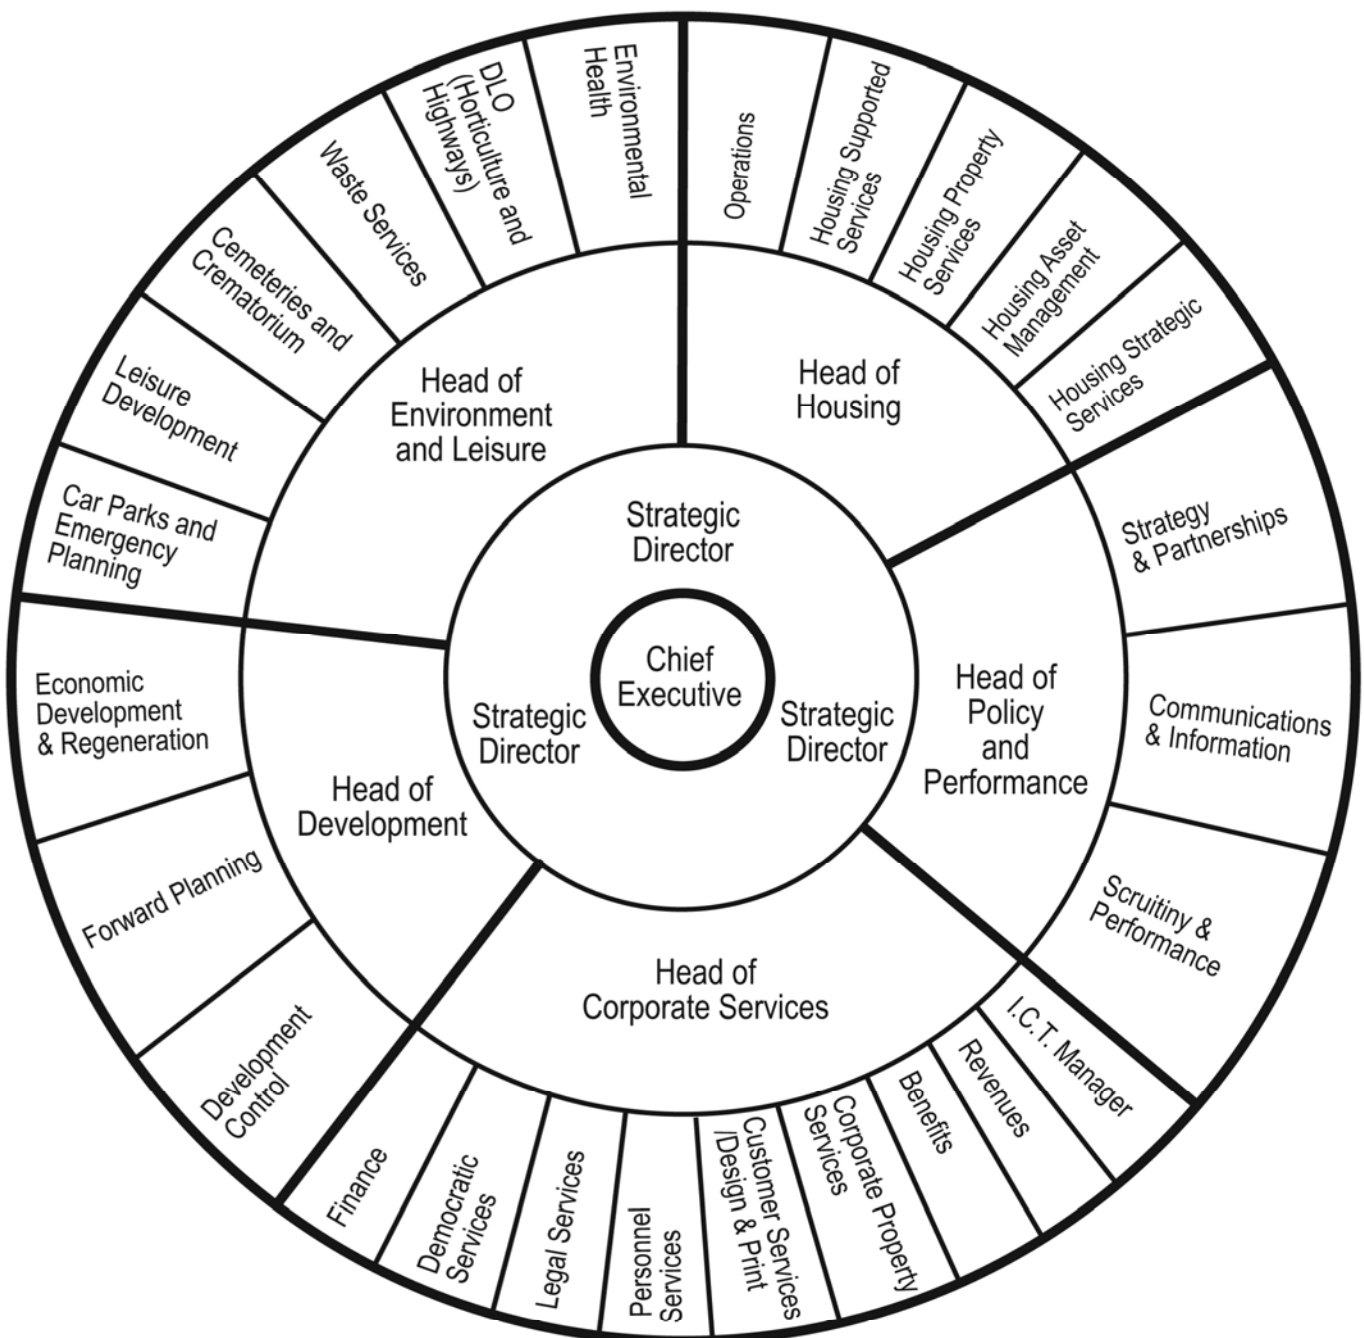 Chief
Executive
Strategic
Director
Strategic
Director
Strategic
Director
Head of
Housing
Head of
Policy
and
Performance
Head of
Corporate Services
Head of
Development
Head of
Environment
and Leisure
Operations
Housing Supported
Services
Housing Property
Services
Housing Asset
Management
Housing Strategic
Services
Strategy
& Partnerships
Communications
& Information
Scruitiny &
Performance
I.C.T. Manager
Revenues
Benefits
Corporate Property
Services
Customer Services
/Design & Print
Personnel
Services
Legal Services
Democratic
Services
Finance
Development
Control
Forward Planning
Economic
Development
& Regeneration
Car Parks and
Emergency
Planning
Leisure
Development
Cemeteries and
Crematorium
Waste Services
DLO
(Horticulture and
Highways)
Environmental
Health